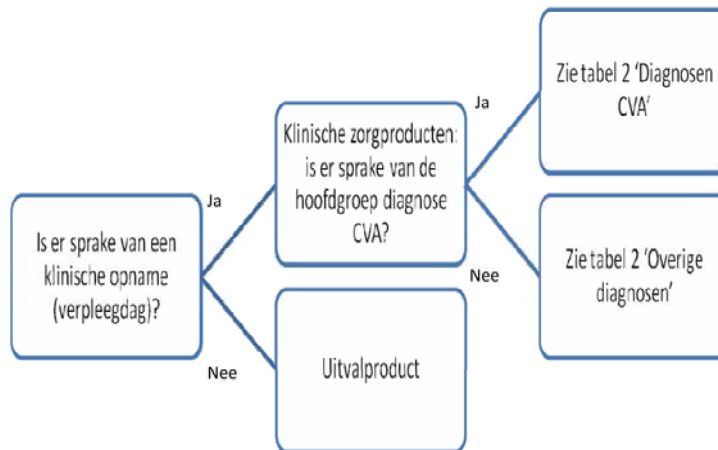 Is er sprake van een
klinische opname
(verpleegdag)?
Ja
Nee
Klinische zorgproducten:
is er sprake van de
hoofdgroep diagnose
CVA?
Uitvalproduct
Ja
Nee
Zie tabel 2 ‘Diagnosen
CVA’
Zie tabel 2 ‘Overige
diagnosen’